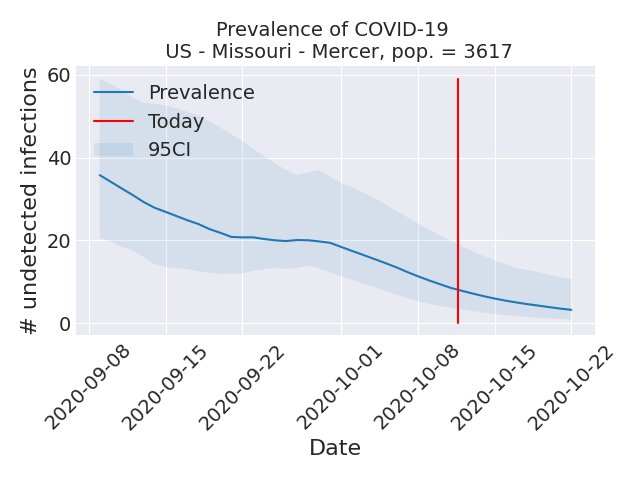 Prevalence of COVID-19
US - Missouri - Mercer, pop. = 3617
# undetected infections
60
40
20
0
Prevalence
Today
95CI
2020-09-08
2020-09-15
2020-09-22
2020-10-01
2020-10-08
2020-10-15
2020-10-22
Date